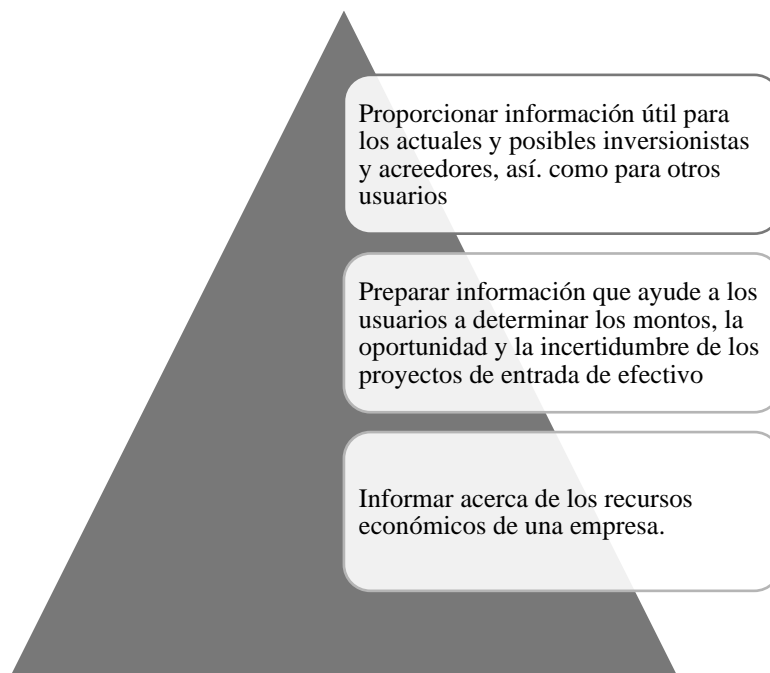 Proporcionar información útil para
los actuales y posibles inversionistas
y acreedores, así. como para otros
usuarios
Preparar información que ayude a los
usuarios a determinar los montos, la
oportunidad y la incertidumbre de los
proyectos de entrada de efectivo
Informar acerca de los recursos
económicos de una empresa.